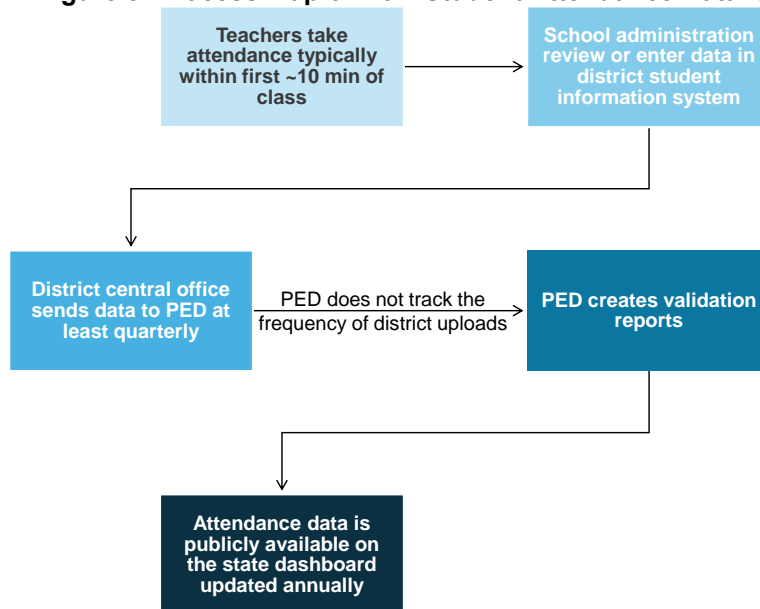 Teachers take
attendance typically
within first ~10 min of
class
School administration
review or enter data in
district student
information system
District central office
sends data to PED at
least quarterly
PED does not track the
frequency of district uploads
PED creates validation
reports
Attendance data is
publicly available on
the state dashboard
updated annually